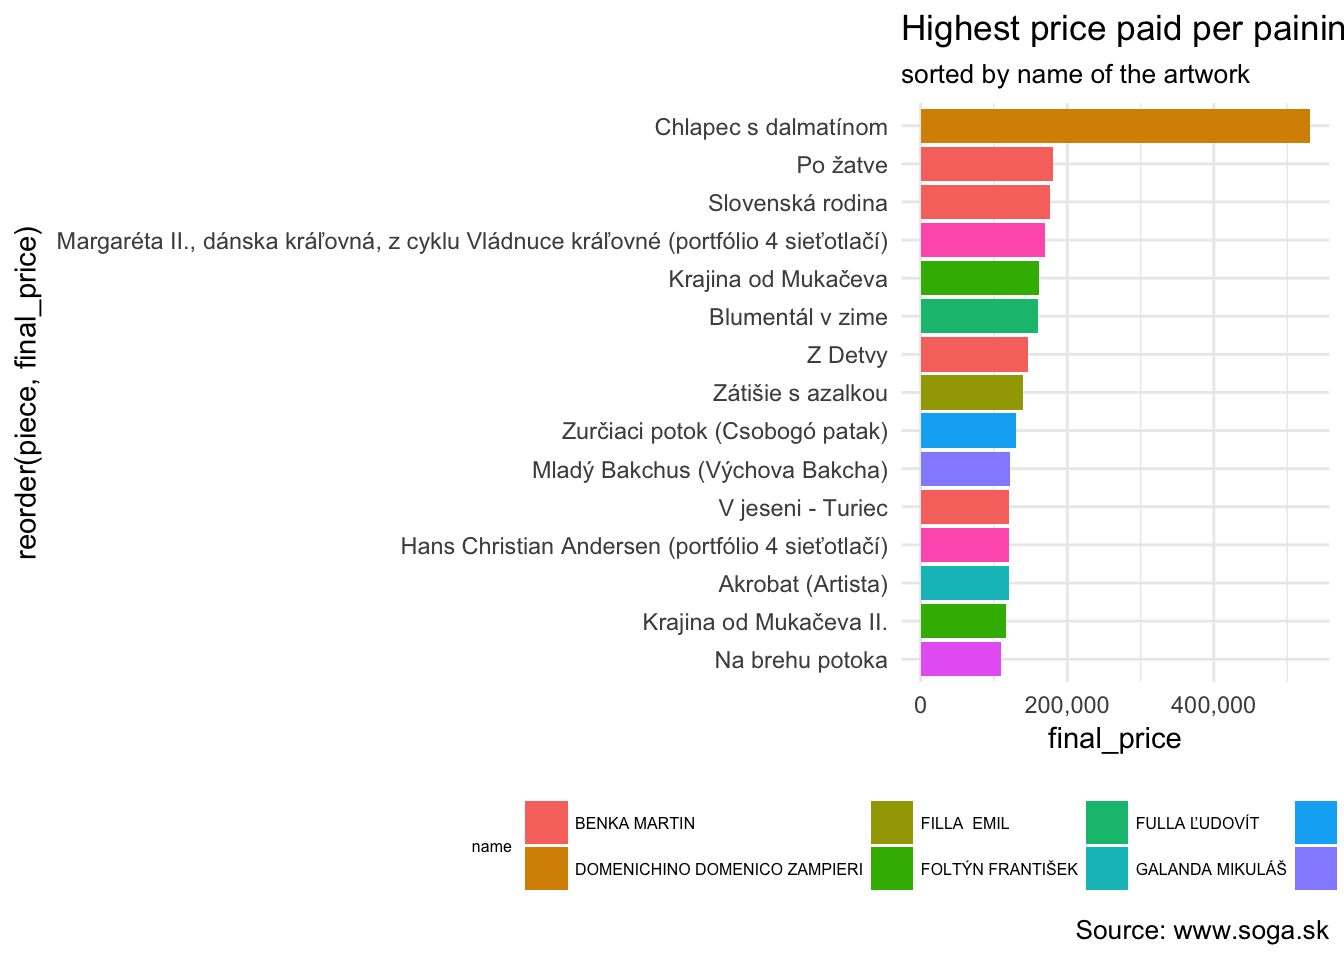 Highest price paid per painin
sorted by name of the artwork
reorder(piece, final_price)
Chlapec s dalmatínom
Po žatve
Slovenská rodina
Margaréta II., dánska kráľovná, z cyklu Vládnuce kráľovné (portfólio 4 sieťotlačí)
Krajina od Mukačeva
Blumentál v zime
Z Detvy
Zátišie s azalkou
Zurčiaci potok (Csobogó patak)
Mladý Bakchus (Výchova Bakcha)
V jeseni - Turiec
Hans Christian Andersen (portfólio 4 sieťotlačí)
Akrobat (Artista)
Krajina od Mukačeva II.
Na brehu potoka
0 200,000 400,000
final_price
name
BENKA MARTIN FILLA  EMIL FULLA ĽUDOVÍT
DOMENICHINO DOMENICO ZAMPIERI FOLTÝN FRANTIŠEK GALANDA MIKULÁŠ
Source: www.soga.sk